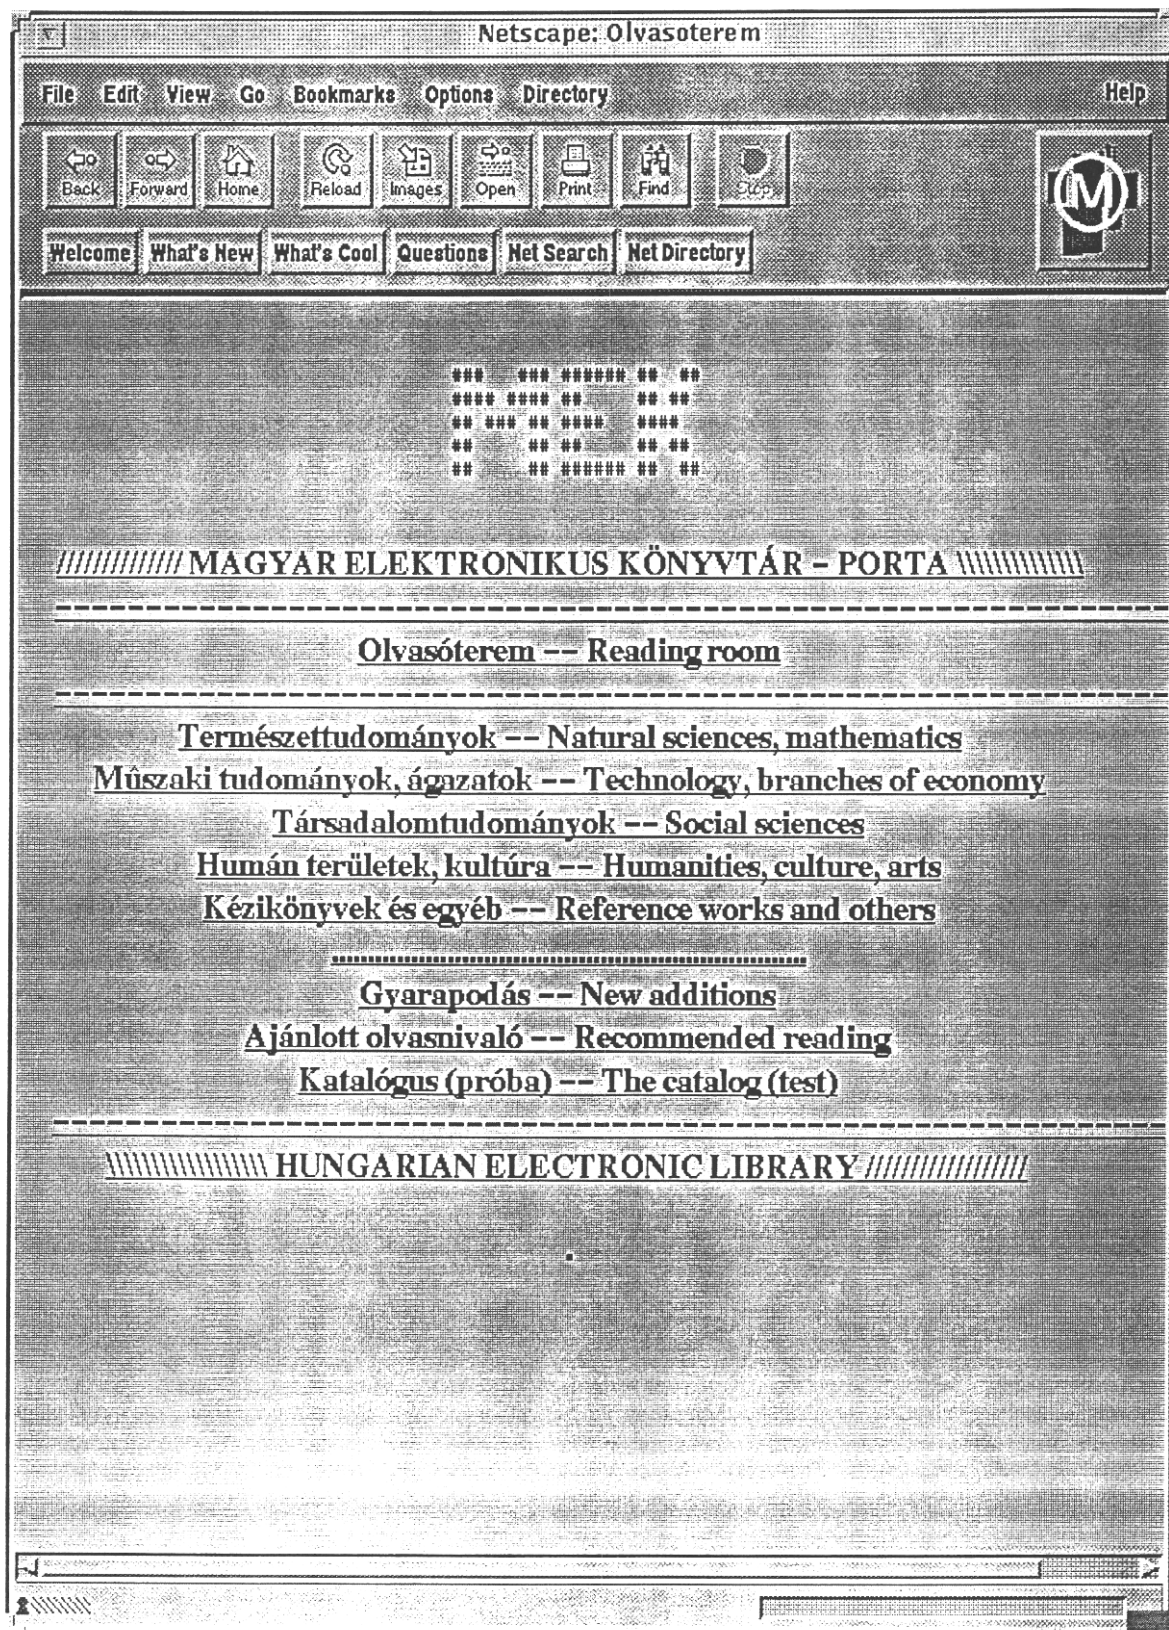 Netscape: Olvasoterem
File Edit View Go Bookmarks Options Directory Help
Back Forward Home Reload Images Open Print Find Stop
M
Welcome What's New What's Cool Questions Net Search Net Directory
### ### ###### ## ##
#### #### ## ## ##
## ### ## #### ####
## ## ## ## ##
## ## ###### ## ##
//////////// MAGYAR ELEKTRONIKUS KÖNYVTÁR – PORTA \\\\\\\\\\\\
Olvasóterem –– Reading room
Természettudományok –– Natural sciences, mathematics
Mûszaki tudományok, ágazatok –– Technology, branches of economy
Társadalomtudományok –– Social sciences
Humán területek, kultúra –– Humanities, culture, arts
Kézikönyvek és egyéb –– Reference works and others
Gyarapodás –– New additions
Ajánlott olvasnivaló –– Recommended reading
Katalógus (próba) –– The catalog (test)
\\\\\\\\\\\\\\\\ HUNGARIAN ELECTRONIC LIBRARY ////////////////